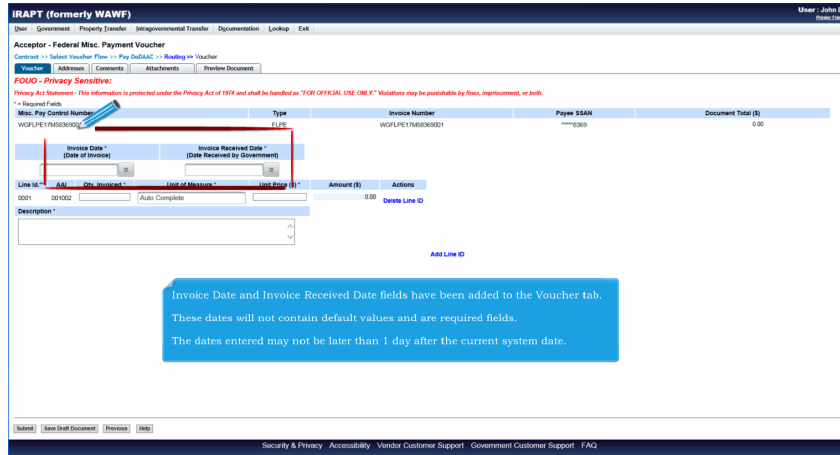 iRAPT (formerly WAWF)
User : John D
Printer Frie
User Government Property Transfer Intragovernmental Transfer Documentation Lookup Exit
Acceptor - Federal Misc. Payment Voucher
Contract >> Select Voucher Flow >> Pay DoDAAC >> Routing >> Voucher
Voucher Addresses Comments Attachments Preview Document
FOUO - Privacy Sensitive:
Privacy Act Statement - This information is protected under the Privacy Act of 1974 and shall be handled as "FOR OFFICIAL USE ONLY." Violations may be punishable by fines, imprisonment, or both.
* = Required Fields
Misc. Pay Control Number Type Invoice Number Payee SSAN Document Total ($)
WGFLPE17M58369001 FLPE WGFLPE17M58369001 *****8369 0.00
Invoice Date * Invoice Received Date *
(Date of Invoice) (Date Received by Government)
Line Id.* AAI Qty. Invoiced * Unit of Measure * Unit Price ($) * Amount ($) Actions
0001 001002 Auto Complete 0.00 Delete Line ID
Description *
Add Line ID
Invoice Date and Invoice Received Date fields have been added to the Voucher tab.
These dates will not contain default values and are required fields.
The dates entered may not be later than 1 day after the current system date.
Submit Save Draft Document Previous Help
Security & Privacy Accessibility Vendor Customer Support Government Customer Support FAQ